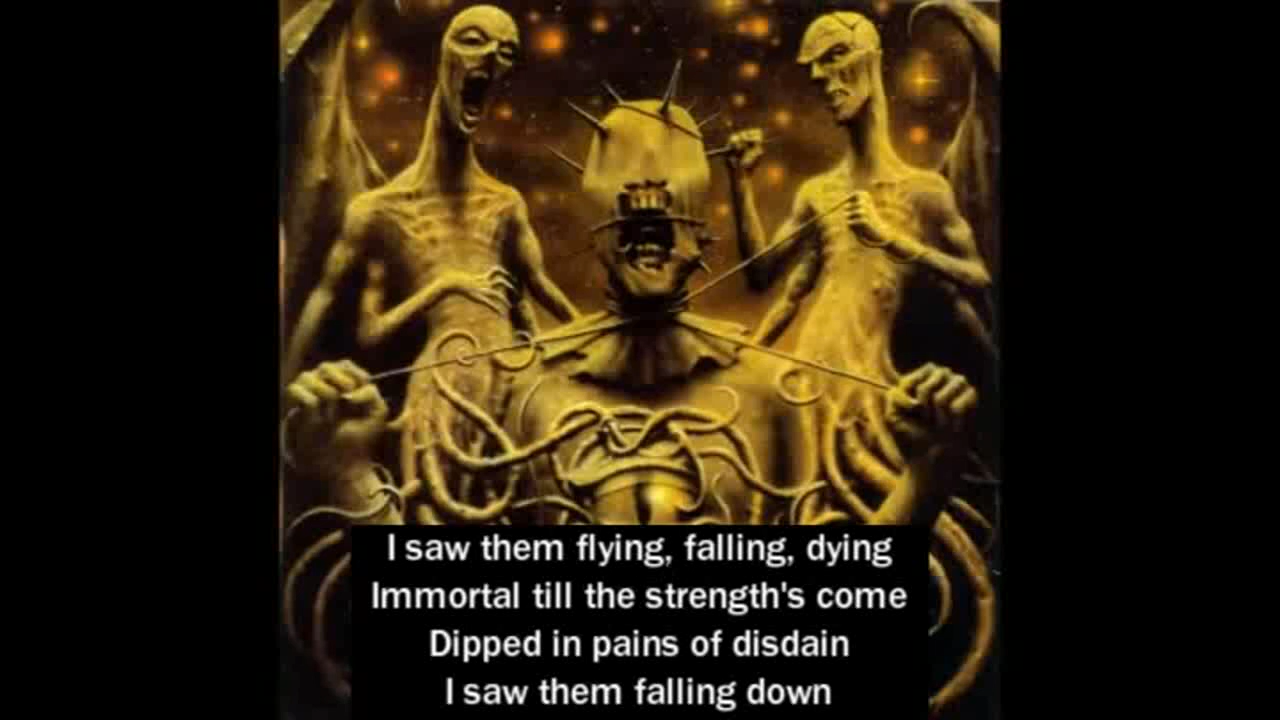 I saw them flying, falling, dying
Immortal till the strength's come
Dipped in pains of disdain
I saw them falling down